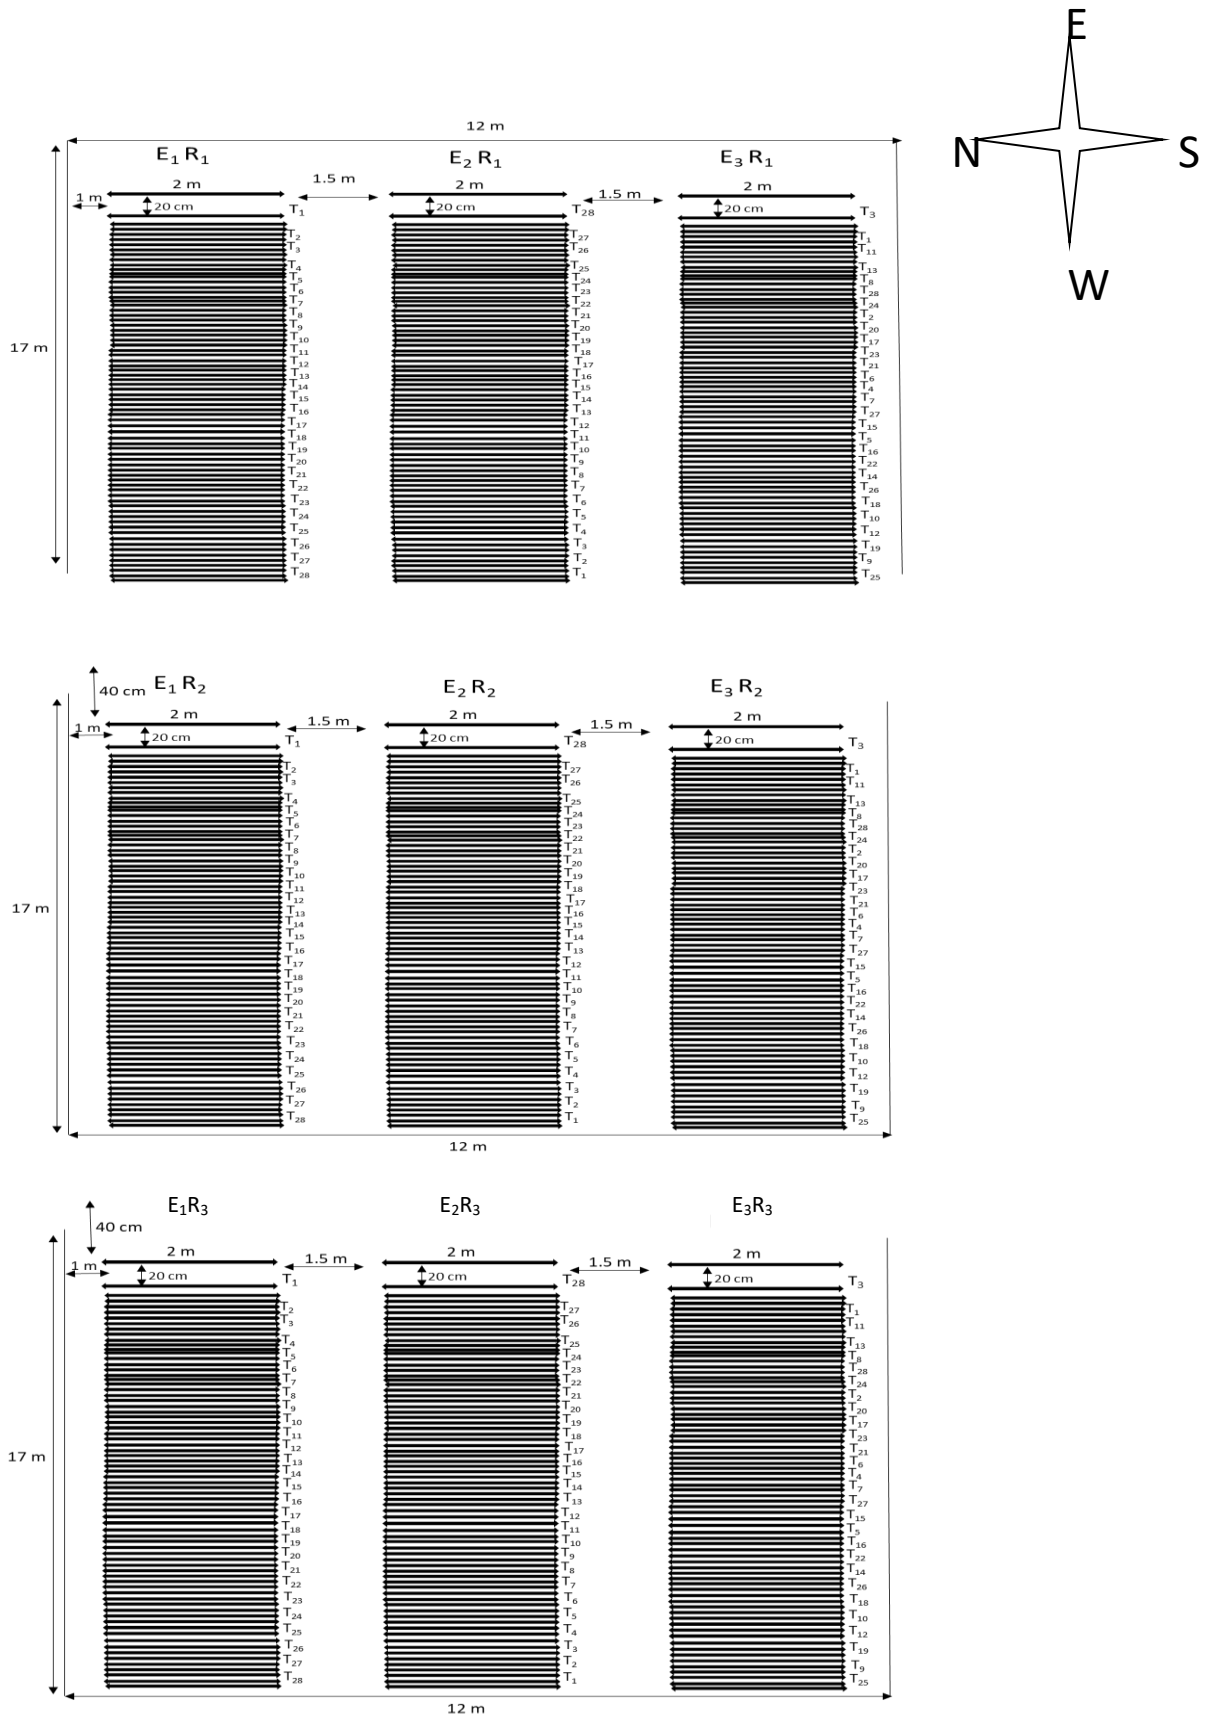 E
N
S
W
12 m
E₁ R₁
E₂ R₁
E₃ R₁
2 m
1.5 m
2 m
1.5 m
2 m
1 m
20 cm
20 cm
20 cm
T₁
T₂₈
T₃
T₂
T₂₇
T₁
T₃
T₂₆
T₁₁
T₄
T₂₅
T₁₃
T₅
T₂₄
T₈
T₆
T₂₃
T₂₈
T₇
T₂₂
T₂₄
T₈
T₂₁
T₂
T₉
T₂₀
T₂₀
T₁₀
T₁₉
T₁₇
17 m
T₁₁
T₁₈
T₂₃
T₁₂
T₁₇
T₂₁
T₁₃
T₁₆
T₆
T₁₄
T₁₅
T₄
T₁₅
T₁₄
T₇
T₁₆
T₁₃
T₂₇
T₁₇
T₁₂
T₁₅
T₁₈
T₁₁
T₅
T₁₉
T₁₀
T₁₆
T₂₀
T₉
T₂₂
T₂₁
T₈
T₁₄
T₂₂
T₇
T₂₆
T₂₃
T₆
T₁₈
T₂₄
T₅
T₁₀
T₂₅
T₄
T₁₂
T₂₆
T₃
T₁₉
T₂₇
T₂
T₉
T₂₈
T₁
T₂₅
40 cm
E₁ R₂
E₂ R₂
E₃ R₂
2 m
1.5 m
2 m
1.5 m
2 m
1 m
20 cm
20 cm
20 cm
T₁
T₂₈
T₃
T₂
T₂₇
T₁
T₃
T₂₆
T₁₁
T₄
T₂₅
T₁₃
T₅
T₂₄
T₈
T₆
T₂₃
T₂₈
T₇
T₂₂
T₂₄
T₈
T₂₁
T₂
T₉
T₂₀
T₂₀
T₁₀
T₁₉
T₁₇
T₁₁
T₁₈
T₂₃
T₁₂
T₁₇
T₂₁
17 m
T₁₃
T₁₆
T₆
T₁₄
T₁₅
T₄
T₁₅
T₁₄
T₇
T₁₆
T₁₃
T₂₇
T₁₇
T₁₂
T₁₅
T₁₈
T₁₁
T₅
T₁₉
T₁₀
T₁₆
T₂₀
T₉
T₂₂
T₂₁
T₈
T₁₄
T₂₂
T₇
T₂₆
T₂₃
T₆
T₁₈
T₂₄
T₅
T₁₀
T₂₅
T₄
T₁₂
T₂₆
T₃
T₁₉
T₂₇
T₂
T₉
T₂₈
T₁
T₂₅
12 m
40 cm
E₁R₃
E₂R₃
E₃R₃
2 m
1.5 m
2 m
1.5 m
2 m
1 m
20 cm
20 cm
20 cm
T₁
T₂₈
T₃
T₂
T₂₇
T₁
T₃
T₂₆
T₁₁
T₄
T₂₅
T₁₃
T₅
T₂₄
T₈
T₆
T₂₃
T₂₈
T₇
T₂₂
T₂₄
T₈
T₂₁
T₂
T₉
T₂₀
T₂₀
T₁₀
T₁₉
T₁₇
T₁₁
T₁₈
T₂₃
T₁₂
T₁₇
T₂₁
17 m
T₁₃
T₁₆
T₆
T₁₄
T₁₅
T₄
T₁₅
T₁₄
T₇
T₁₆
T₁₃
T₂₇
T₁₇
T₁₂
T₁₅
T₁₈
T₁₁
T₅
T₁₉
T₁₀
T₁₆
T₂₀
T₉
T₂₂
T₂₁
T₈
T₁₄
T₂₂
T₇
T₂₆
T₂₃
T₆
T₁₈
T₂₄
T₅
T₁₀
T₂₅
T₄
T₁₂
T₂₆
T₃
T₁₉
T₂₇
T₂
T₉
T₂₈
T₁
T₂₅
12 m